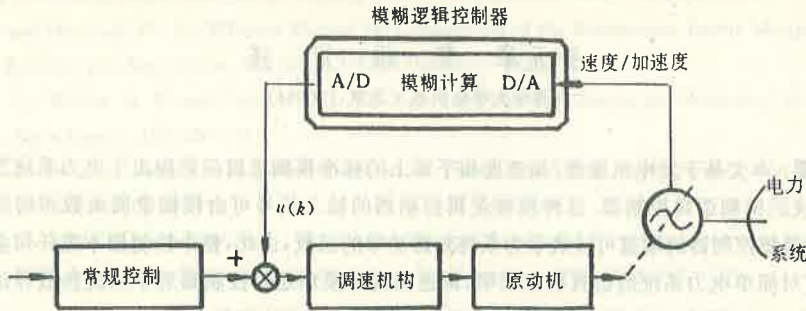 模糊逻辑控制器
A/D 模糊计算 D/A
速度/加速度
u(k)
电力
系统
+
常规控制
调速机构
原动机